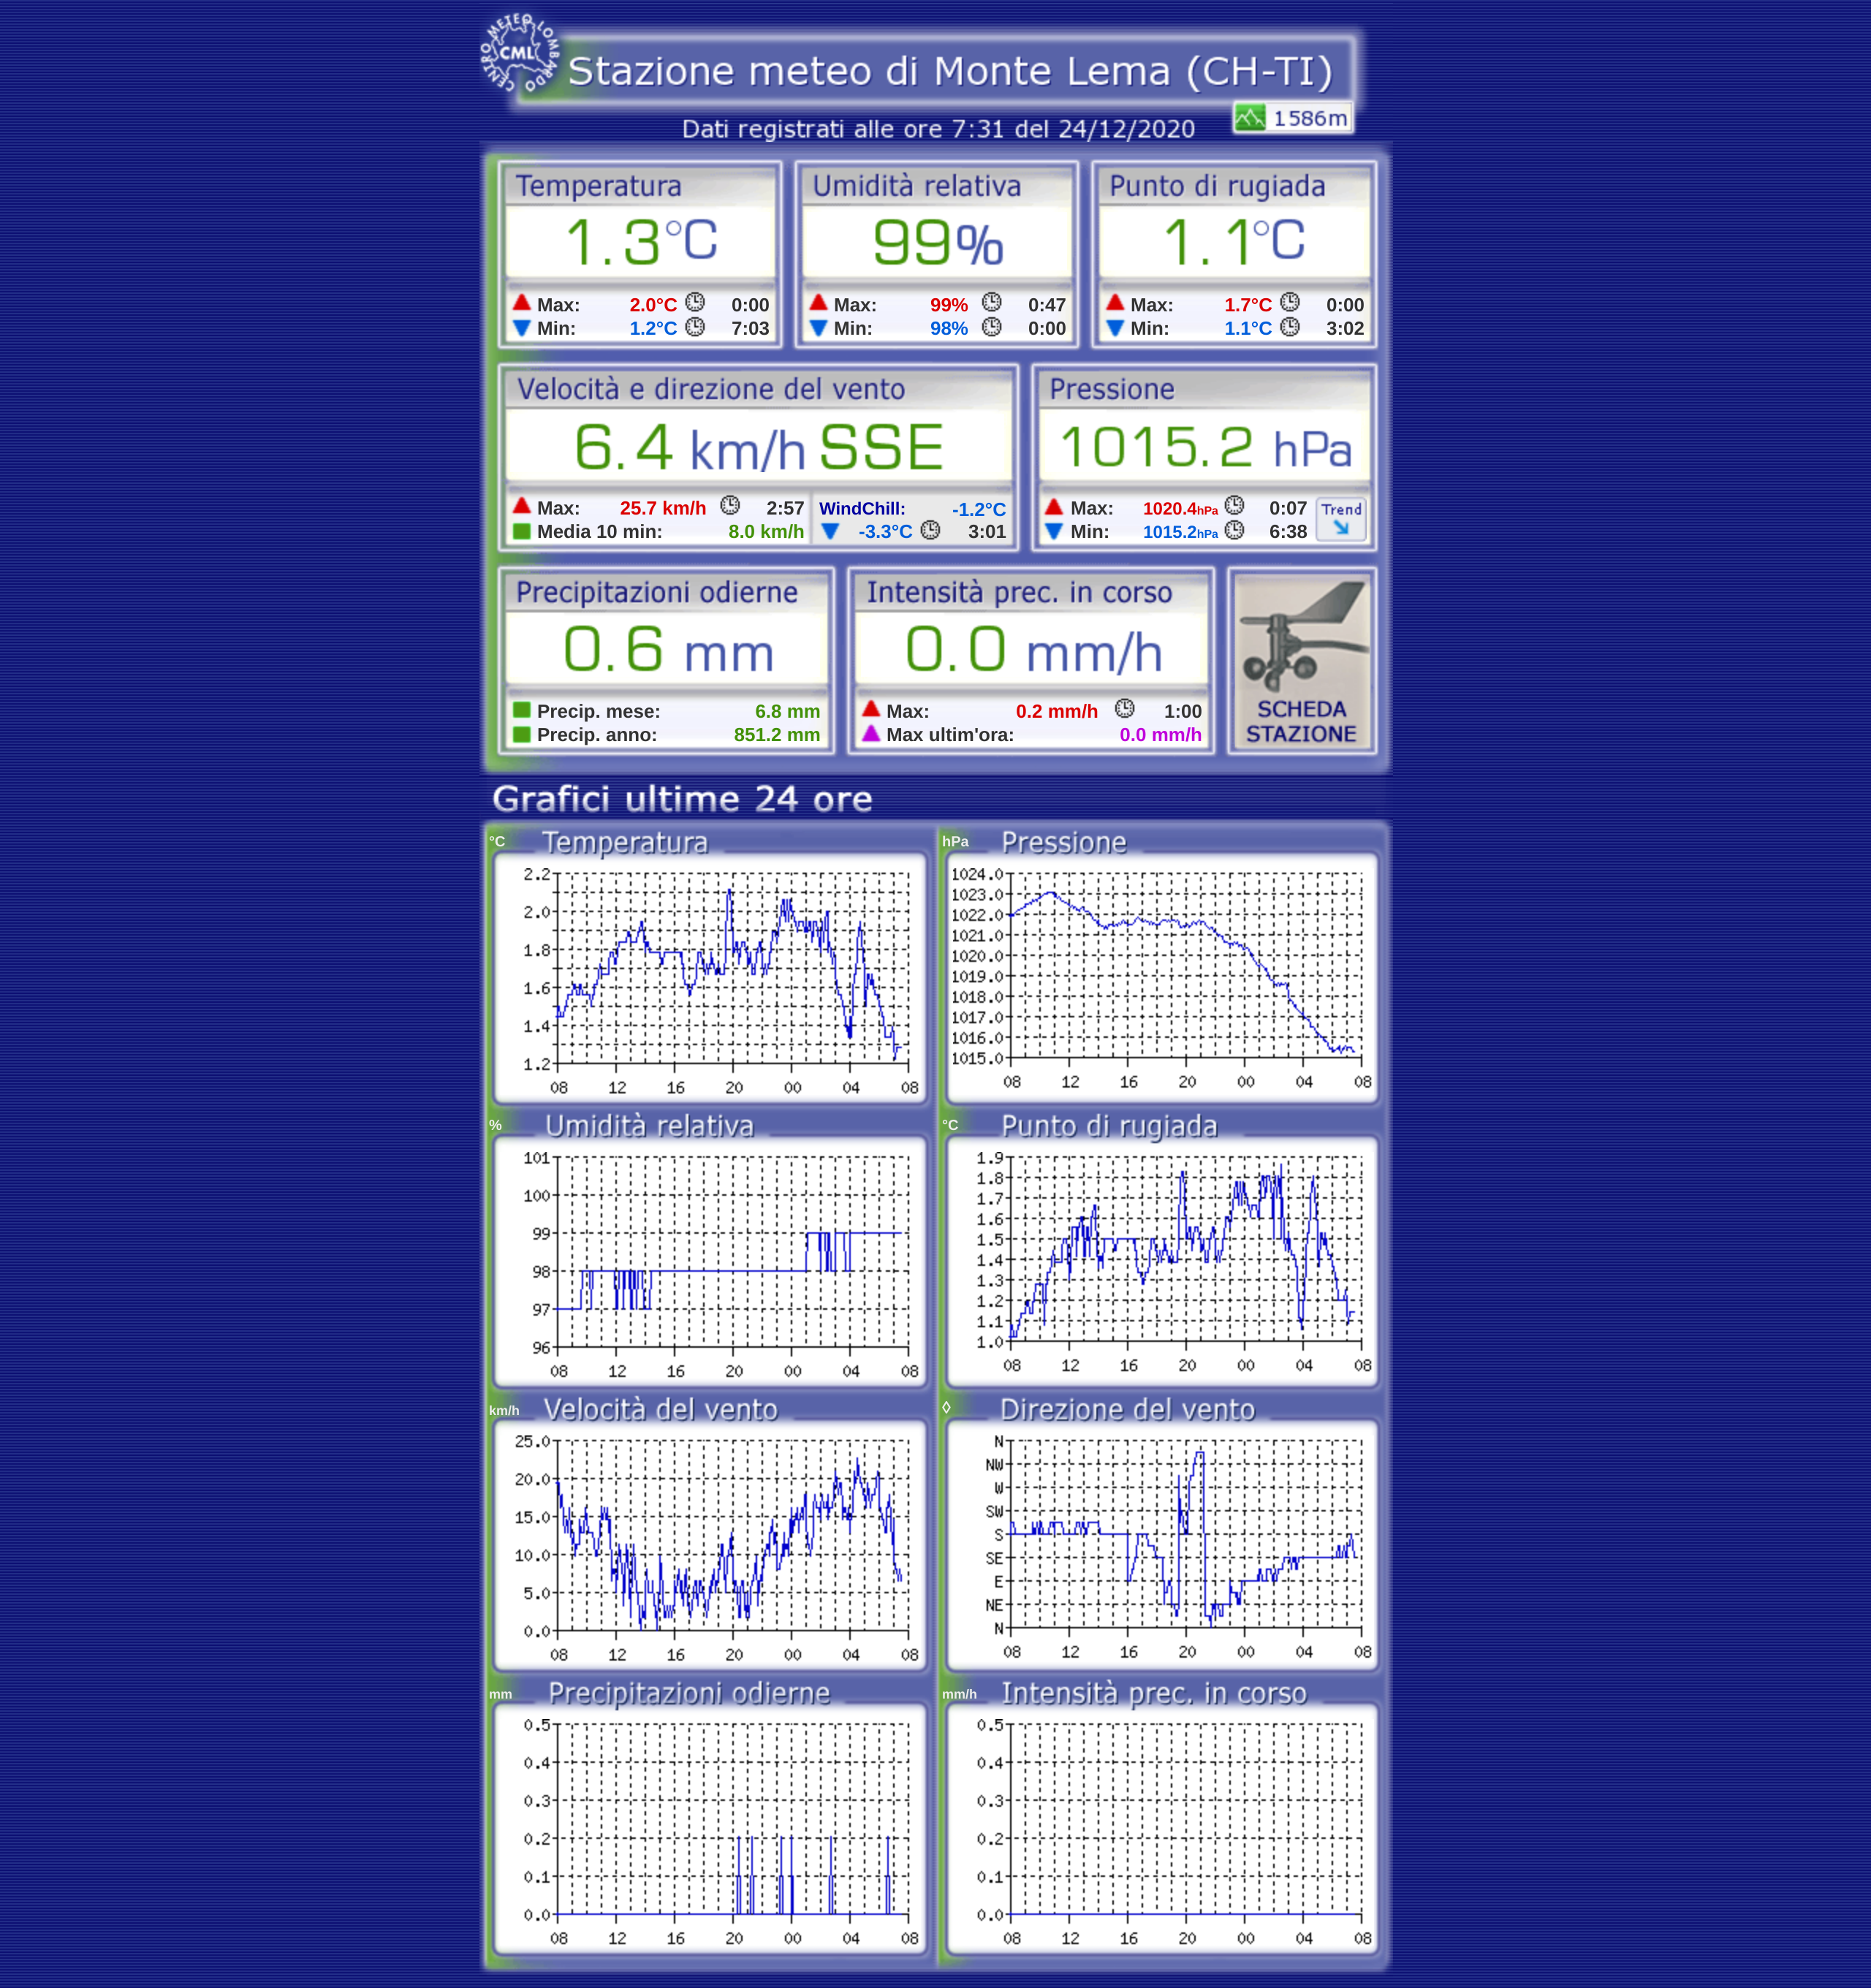 CENTRO METEO LOMBARDO
CML
Stazione meteo di Monte Lema (CH-TI)
1586m
Dati registrati alle ore 7:31 del 24/12/2020
Temperatura
1.3°C
Max: 2.0°C 0:00
Min: 1.2°C 7:03
Umidità relativa
99%
Max: 99% 0:47
Min: 98% 0:00
Punto di rugiada
1.1°C
Max: 1.7°C 0:00
Min: 1.1°C 3:02
Velocità e direzione del vento
6.4 km/h SSE
Max: 25.7 km/h 2:57
Media 10 min: 8.0 km/h
WindChill: -1.2°C
-3.3°C 3:01
Pressione
1015.2 hPa
Max: 1020.4hPa 0:07
Min: 1015.2hPa 6:38
Trend
Precipitazioni odierne
0.6 mm
Precip. mese: 6.8 mm
Precip. anno: 851.2 mm
Intensità prec. in corso
0.0 mm/h
Max: 0.2 mm/h 1:00
Max ultim'ora: 0.0 mm/h
SCHEDA
STAZIONE
Grafici ultime 24 ore
°C Temperatura
2.2
2.0
1.8
1.6
1.4
1.2
08 12 16 20 00 04 08
hPa Pressione
1024.0
1023.0
1022.0
1021.0
1020.0
1019.0
1018.0
1017.0
1016.0
1015.0
08 12 16 20 00 04 08
% Umidità relativa
101
100
99
98
97
96
08 12 16 20 00 04 08
°C Punto di rugiada
1.9
1.8
1.7
1.6
1.5
1.4
1.3
1.2
1.1
1.0
08 12 16 20 00 04 08
km/h Velocità del vento
25.0
20.0
15.0
10.0
5.0
0.0
08 12 16 20 00 04 08
◊ Direzione del vento
N
NW
W
SW
S
SE
E
NE
N
08 12 16 20 00 04 08
mm Precipitazioni odierne
0.5
0.4
0.3
0.2
0.1
0.0
08 12 16 20 00 04 08
mm/h Intensità prec. in corso
0.5
0.4
0.3
0.2
0.1
0.0
08 12 16 20 00 04 08